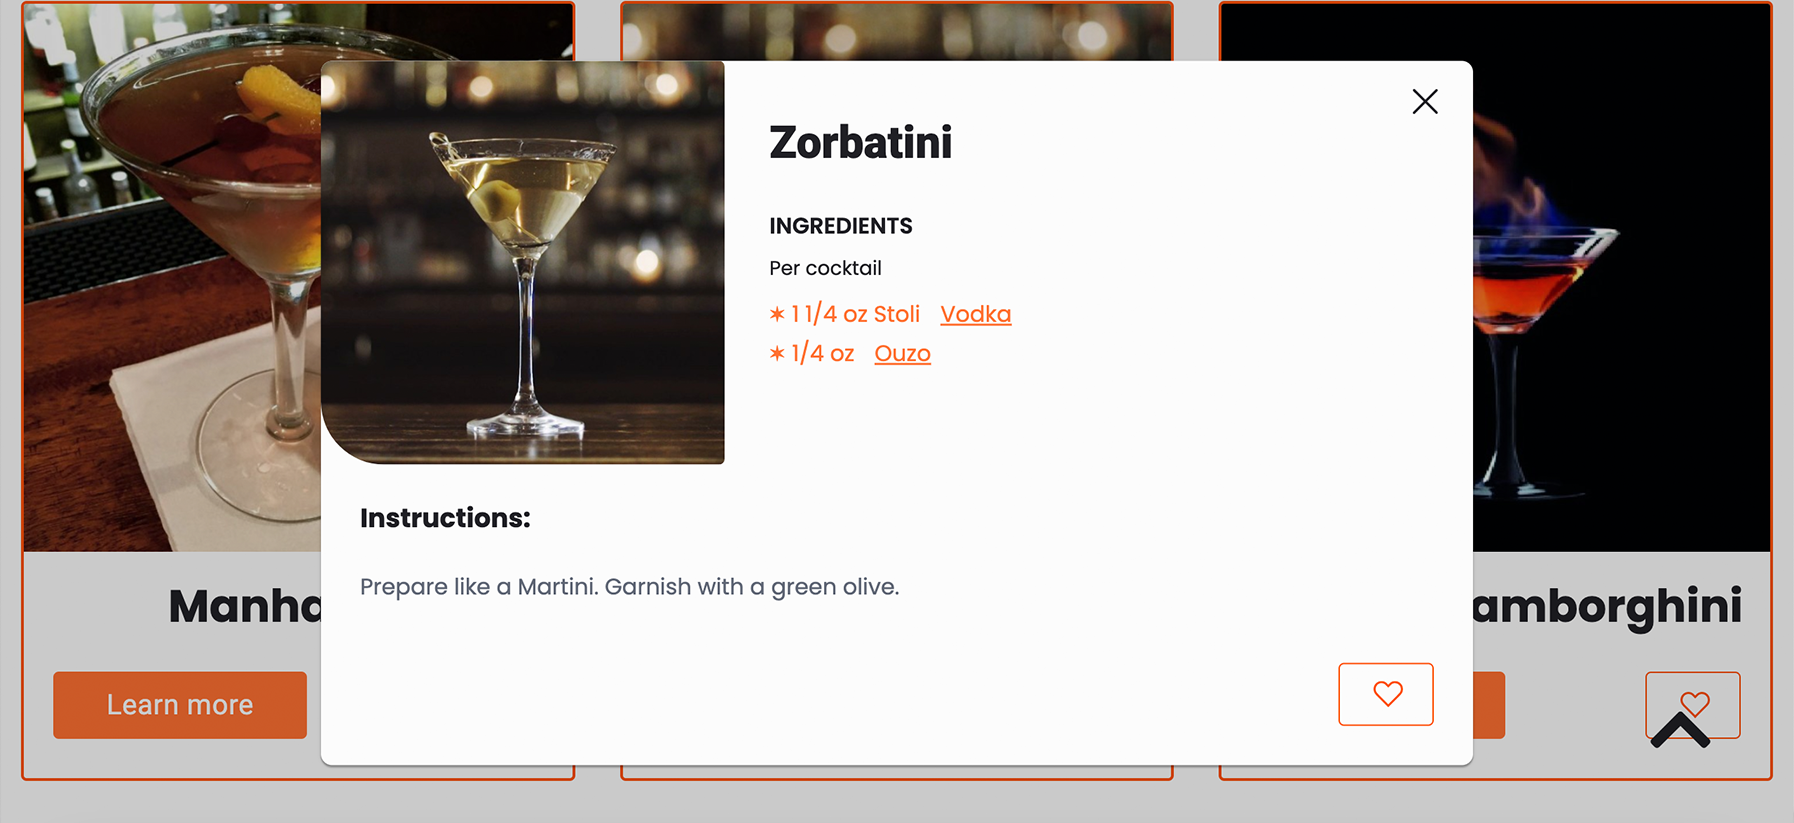 Zorbatini
INGREDIENTS
Per cocktail
✶ 1 1/4 oz Stoli Vodka
✶ 1/4 oz Ouzo
Instructions:
Prepare like a Martini. Garnish with a green olive.
Manha
amborghini
Learn more